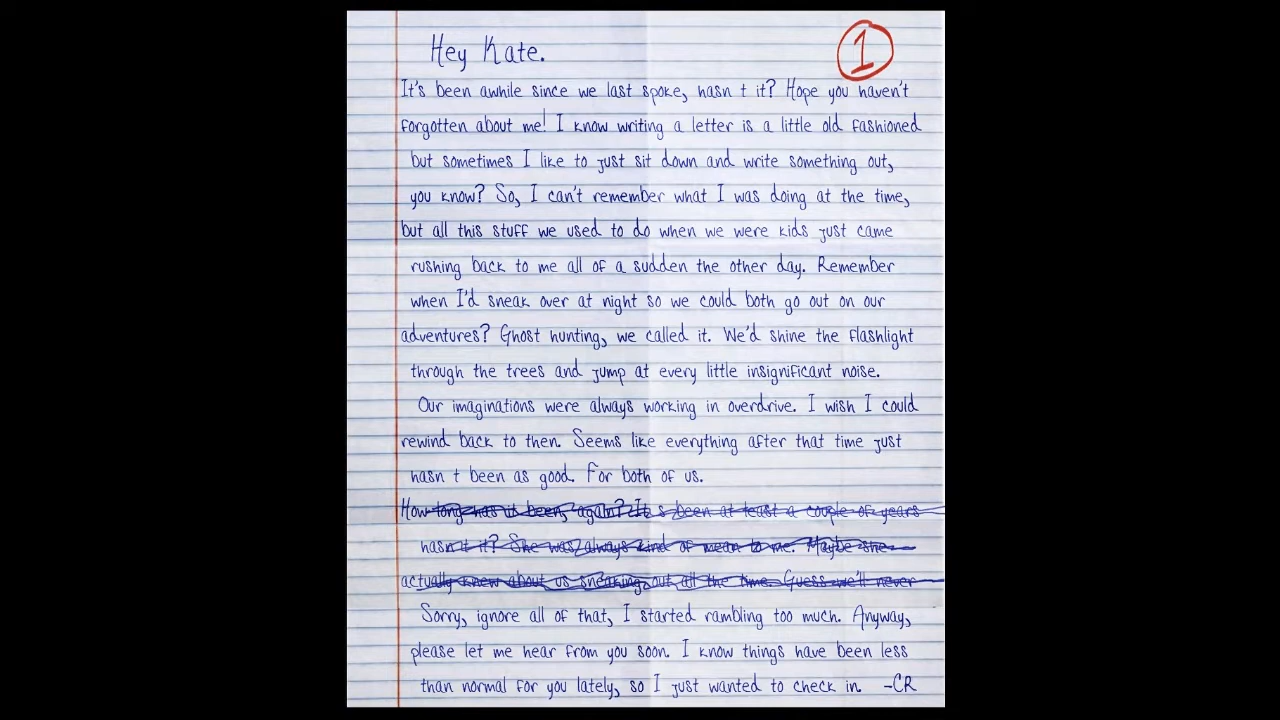 Hey Kate.
1
It's been awhile since we last spoke, hasn t it? Hope you haven't
forgotten about me! I know writing a letter is a little old fashioned
but sometimes I like to just sit down and write something out,
you know? So, I can't remember what I was doing at the time,
but all this stuff we used to do when we were kids just came
rushing back to me all of a sudden the other day. Remember
when I'd sneak over at night so we could both go out on our
adventures? Ghost hunting, we called it. We'd shine the flashlight
through the trees and jump at every little insignificant noise.
Our imaginations were always working in overdrive. I wish I could
rewind back to then. Seems like everything after that time just
hasn t been as good. For both of us.
How long has it been, again? It s been at least a couple of years
hasn t it? She was always kind of mean to me. Maybe she
actually knew about us sneaking out all the time. Guess we'll never
Sorry, ignore all of that, I started rambling too much. Anyway,
please let me hear from you soon. I know things have been less
than normal for you lately, so I just wanted to check in. -CR